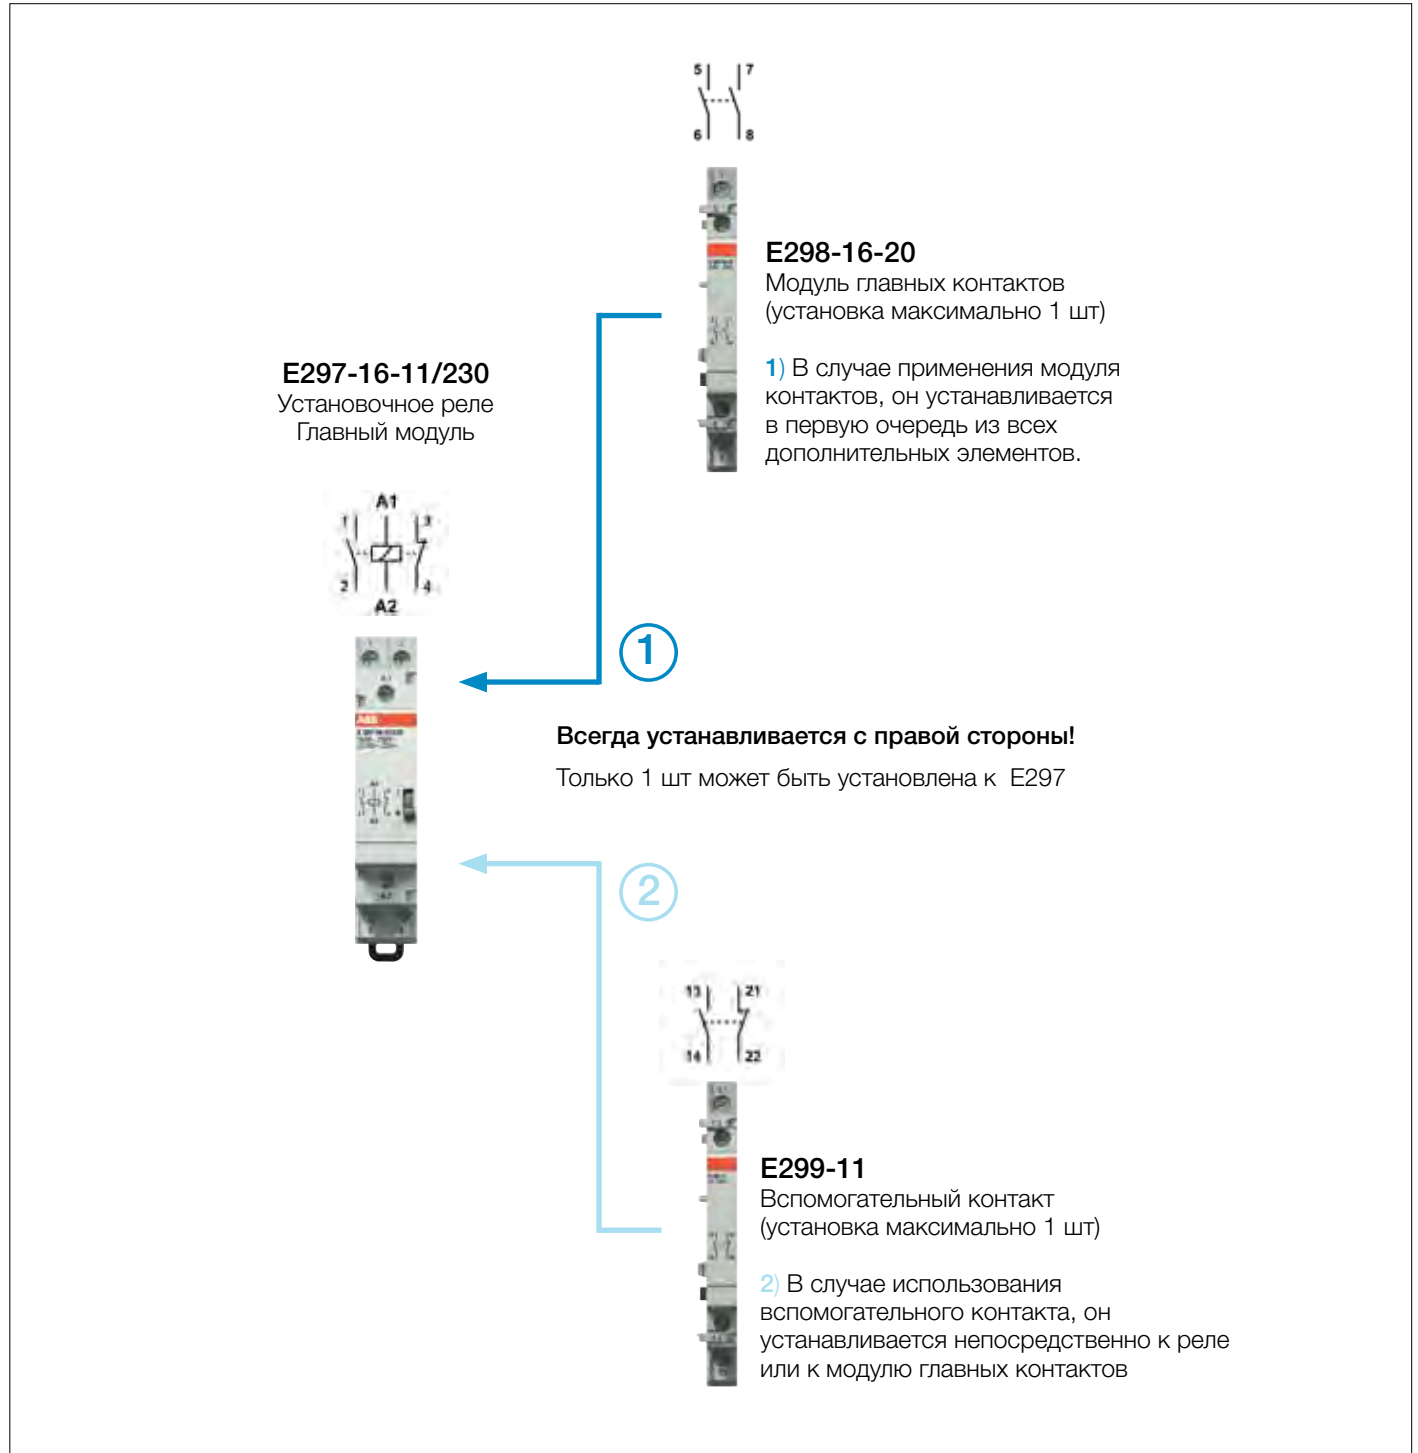 5 7
6 8
E298-16-20
Модуль главных контактов
(установка максимально 1 шт)
1) В случае применения модуля
контактов, он устанавливается
в первую очередь из всех
дополнительных элементов.
E297-16-11/230
Установочное реле
Главный модуль
A1
1 3
2 4
A2
ABB
1
Всегда устанавливается с правой стороны!
Только 1 шт может быть установлена к E297
2
13 21
14 22
E299-11
Вспомогательный контакт
(установка максимально 1 шт)
2) В случае использования
вспомогательного контакта, он
устанавливается непосредственно к реле
или к модулю главных контактов